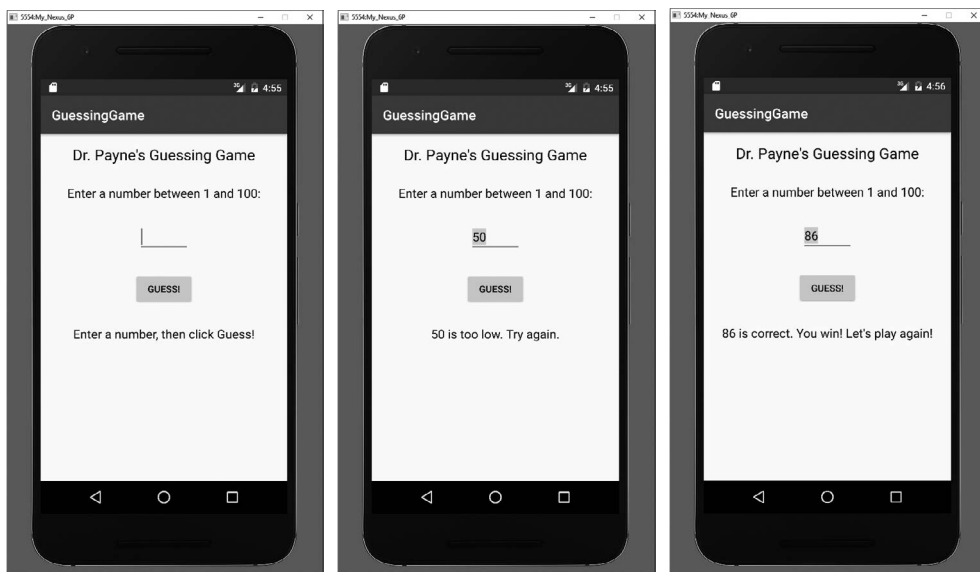 5554:My_Nexus_6P
3G 4:55
GuessingGame
Dr. Payne's Guessing Game
Enter a number between 1 and 100:
GUESS!
Enter a number, then click Guess!
5554:My_Nexus_6P
3G 4:55
GuessingGame
Dr. Payne's Guessing Game
Enter a number between 1 and 100:
50
GUESS!
50 is too low. Try again.
5554:My_Nexus_6P
3G 4:56
GuessingGame
Dr. Payne's Guessing Game
Enter a number between 1 and 100:
86
GUESS!
86 is correct. You win! Let's play again!